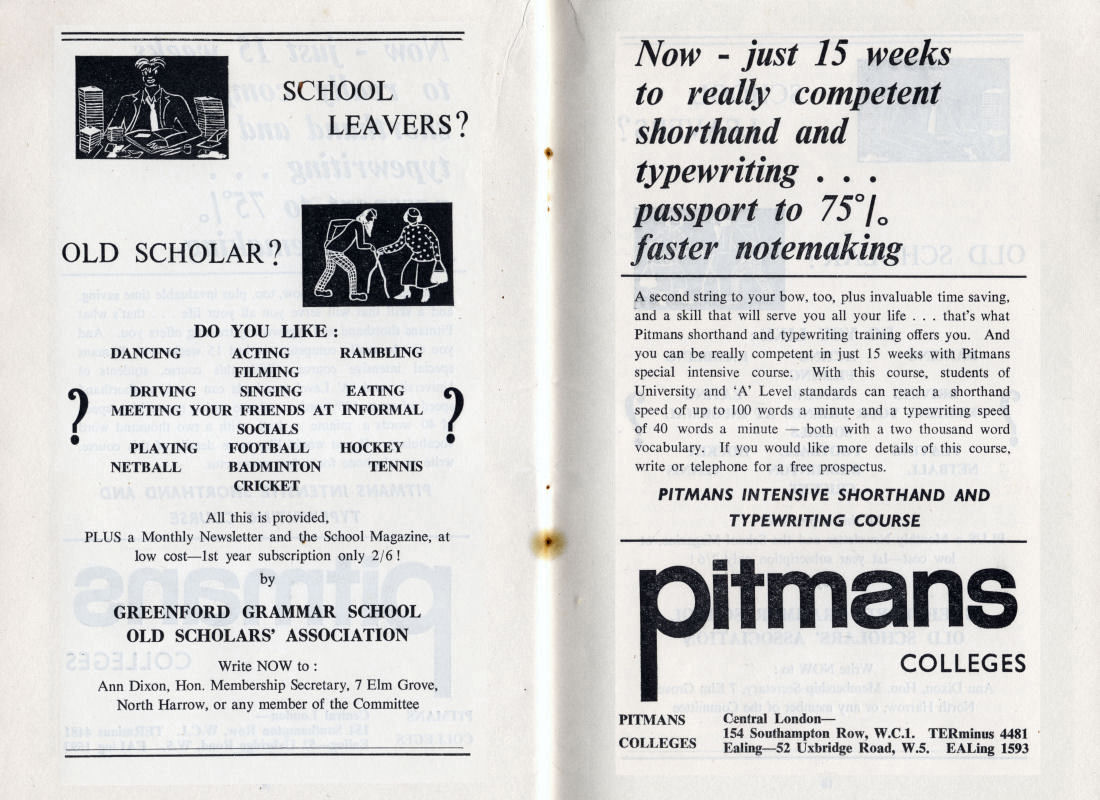 SCHOOL
LEAVERS?
OLD SCHOLAR?
DO YOU LIKE :
DANCING ACTING RAMBLING
FILMING
DRIVING SINGING EATING
? MEETING YOUR FRIENDS AT INFORMAL ?
SOCIALS
PLAYING FOOTBALL HOCKEY
NETBALL BADMINTON TENNIS
CRICKET
All this is provided,
PLUS a Monthly Newsletter and the School Magazine, at
low cost—1st year subscription only 2/6 !
by
GREENFORD GRAMMAR SCHOOL
OLD SCHOLARS' ASSOCIATION
Write NOW to :
Ann Dixon, Hon. Membership Secretary, 7 Elm Grove,
North Harrow, or any member of the Committee
Now - just 15 weeks
to really competent
shorthand and
typewriting . . .
passport to 75°/o
faster notemaking
A second string to your bow, too, plus invaluable time saving,
and a skill that will serve you all your life . . . that's what
Pitmans shorthand and typewriting training offers you. And
you can be really competent in just 15 weeks with Pitmans
special intensive course. With this course, students of
University and 'A' Level standards can reach a shorthand
speed of up to 100 words a minute and a typewriting speed
of 40 words a minute — both with a two thousand word
vocabulary. If you would like more details of this course,
write or telephone for a free prospectus.
PITMANS INTENSIVE SHORTHAND AND
TYPEWRITING COURSE
pitmans
COLLEGES
PITMANS COLLEGES
Central London—
154 Southampton Row, W.C.1. TERminus 4481
Ealing—52 Uxbridge Road, W.5. EALing 1593